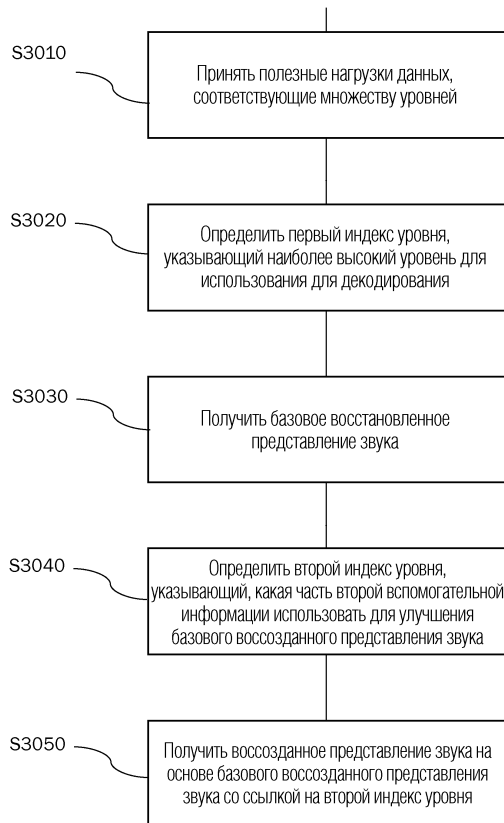 S3010
Принять полезные нагрузки данных,
соответствующие множеству уровней
S3020
Определить первый индекс уровня,
указывающий наиболее высокий уровень для
использования для декодирования
S3030
Получить базовое восстановленное
представление звука
S3040
Определить второй индекс уровня,
указывающий, какая часть второй вспомогательной
информации использовать для улучшения
базового воссозданного представления звука
S3050
Получить воссозданное представление звука на
основе базового воссозданного представления
звука со ссылкой на второй индекс уровня